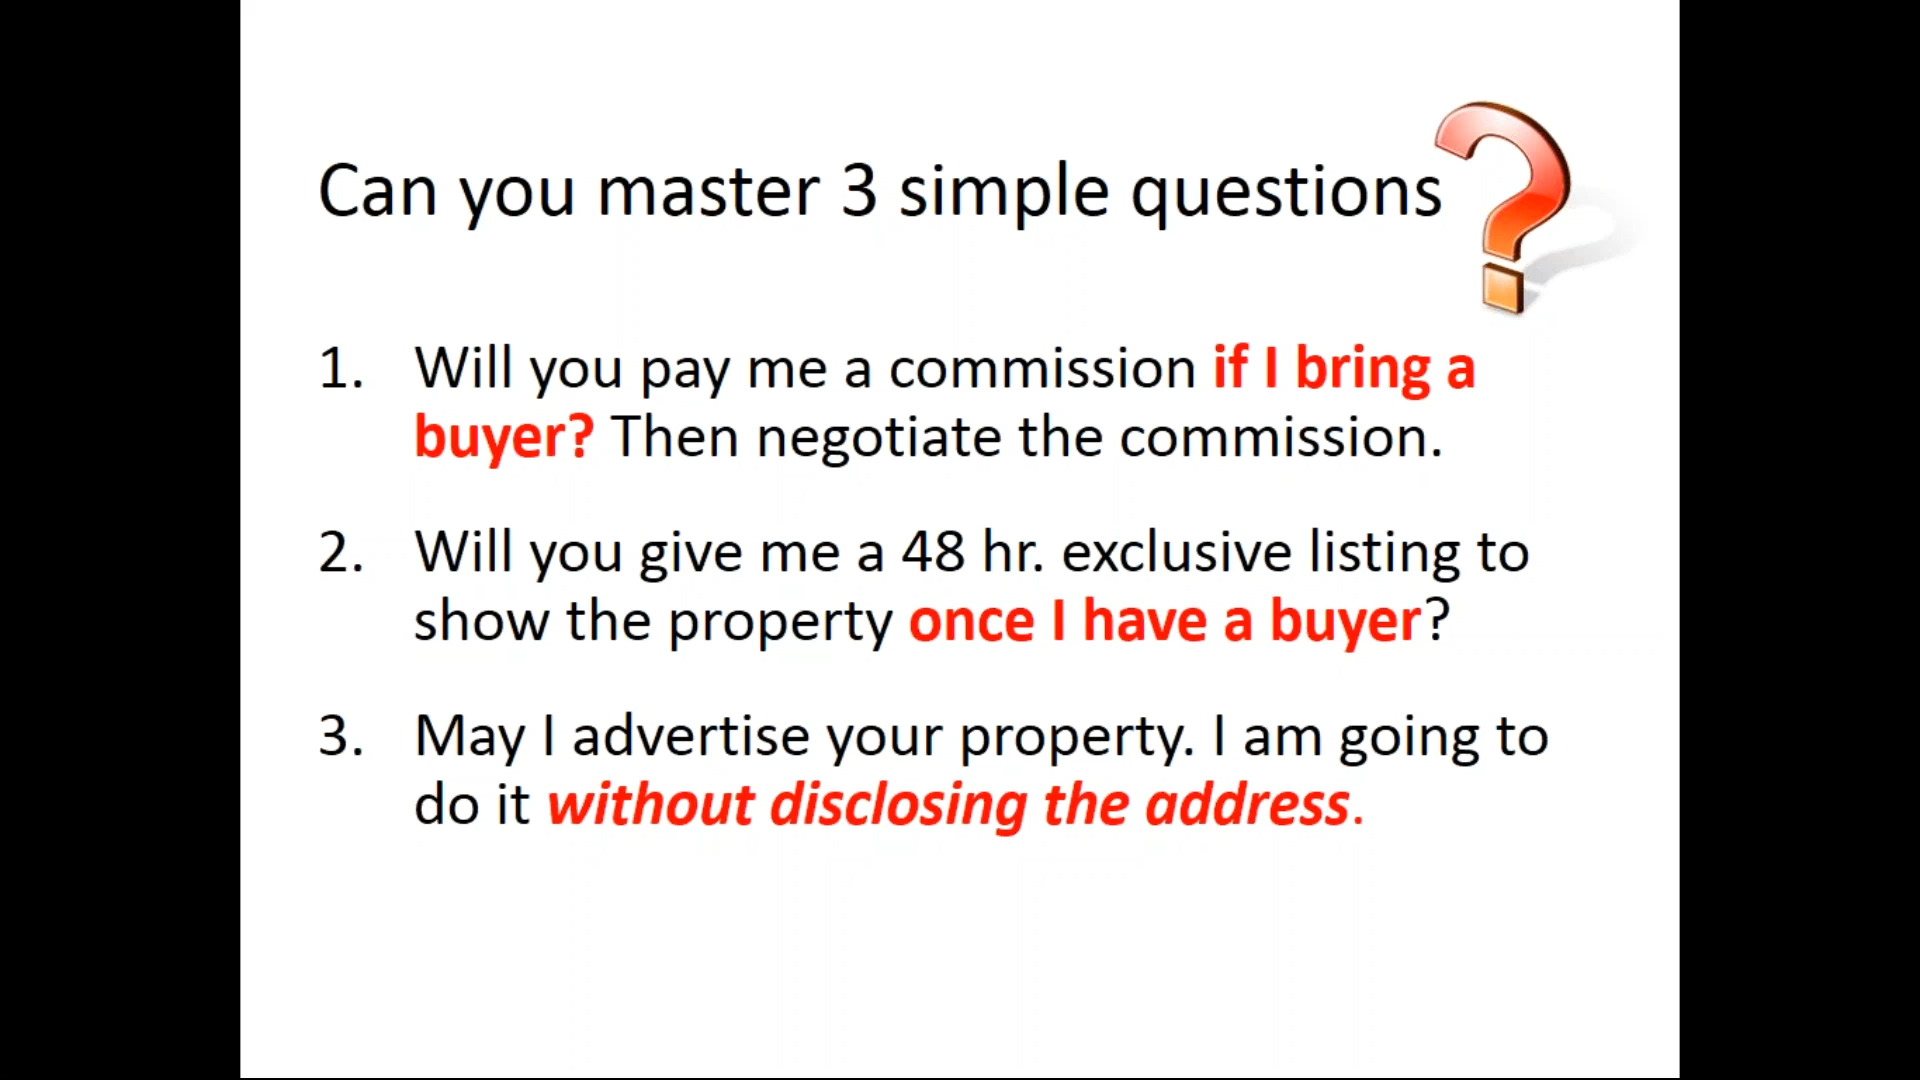 Can you master 3 simple questions?
1. Will you pay me a commission if I bring a
buyer? Then negotiate the commission.
2. Will you give me a 48 hr. exclusive listing to
show the property once I have a buyer?
3. May I advertise your property. I am going to
do it without disclosing the address.